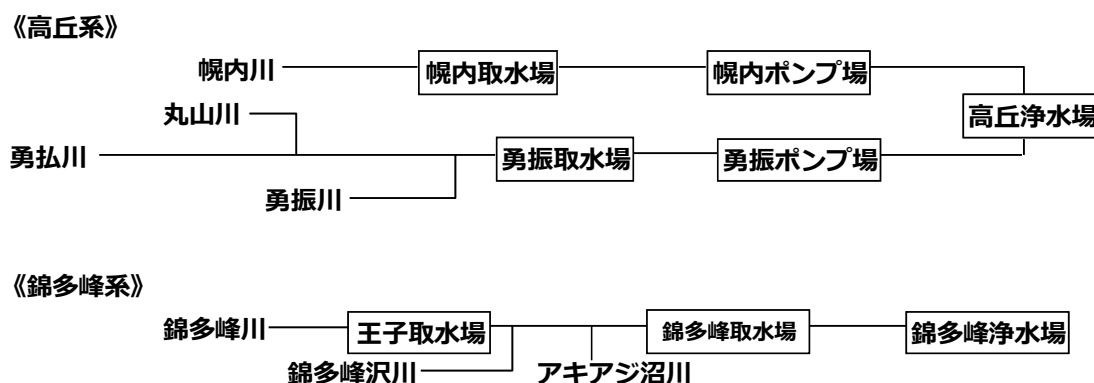 《高丘系》
幌内川 幌内取水場 幌内ポンプ場
丸山川
高丘浄水場
勇払川 勇振取水場 勇振ポンプ場
勇振川
《錦多峰系》
錦多峰川 王子取水場 錦多峰取水場 錦多峰浄水場
錦多峰沢川 アキアジ沼川